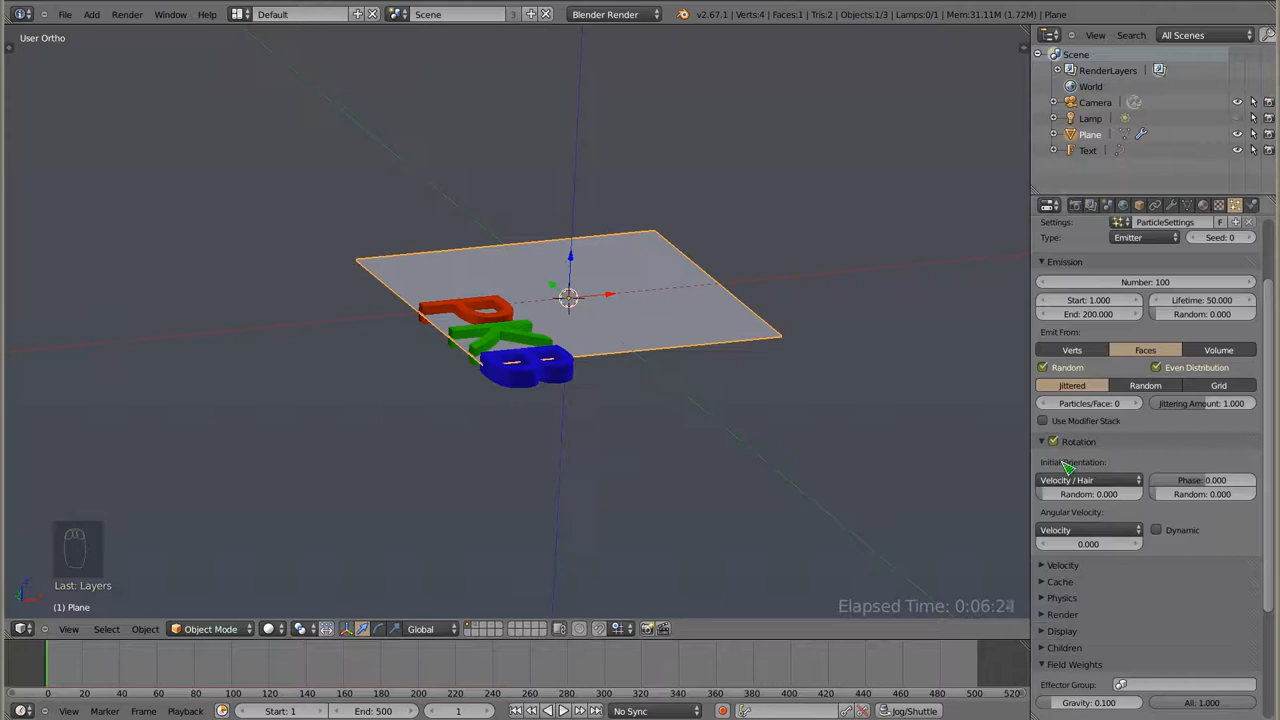 File Add Render Window Help Default Scene 3 Blender Render v2.67.1 | Verts:4 | Faces:1 | Tris:2 | Objects:1/3 | Lamps:0/1 | Mem:31.11M (1.72M) | Plane
User Ortho
View Search All Scenes
Scene
RenderLayers
World
Camera
Lamp
Plane
Text
Settings: ParticleSettings F
Type: Emitter Seed: 0
Emission
Number: 100
Start: 1.000 Lifetime: 50.000
End: 200.000 Random: 0.000
Emit From:
Verts Faces Volume
Random Even Distribution
Jittered Random Grid
Particles/Face: 0 Jittering Amount: 1.000
Use Modifier Stack
Rotation
Initial Orientation:
Velocity / Hair Phase: 0.000
Random: 0.000 Random: 0.000
Angular Velocity:
Velocity Dynamic
0.000
Velocity
Cache
Physics
Render
Display
Children
Field Weights
Effector Group:
Gravity: 0.100 All: 1.000
P
K
B
Last: Layers
(1) Plane
Elapsed Time: 0:06:24
View Select Object Object Mode Global
0 20 40 60 80 100 120 140 160 180 200 220 240 260 280 300 320 340 360 380 400 420 440 460 480 500 520
View Marker Frame Playback Start: 1 End: 500 1 No Sync Jog/Shuttle